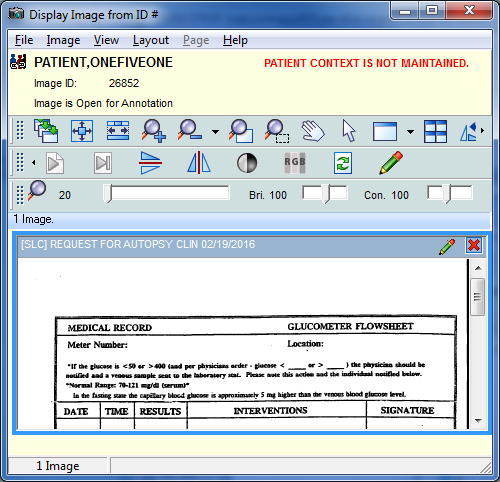 Display Image from ID #
File Image View Layout Page Help
PATIENT,ONEFIVEONE
PATIENT CONTEXT IS NOT MAINTAINED.
Image ID: 26852
Image is Open for Annotation
RGB
20 Bri. 100 Con. 100
1 Image.
[SLC] REQUEST FOR AUTOPSY CLIN 02/19/2016
MEDICAL RECORD GLUCOMETER FLOWSHEET
Meter Number: Location:
*If the glucose is <50 or >400 (and per physicians order - glucose < ____ or > ____ ) the physician should be
notified and a venous sample sent to the laboratory stat. Please note this action and the individual notified below.
*Normal Range: 70-121 mg/dl (serum)*
In the fasting state the capillary blood glucose is approximately 5 mg higher than the venous blood glucose level.
DATE TIME RESULTS INTERVENTIONS SIGNATURE
1 Image